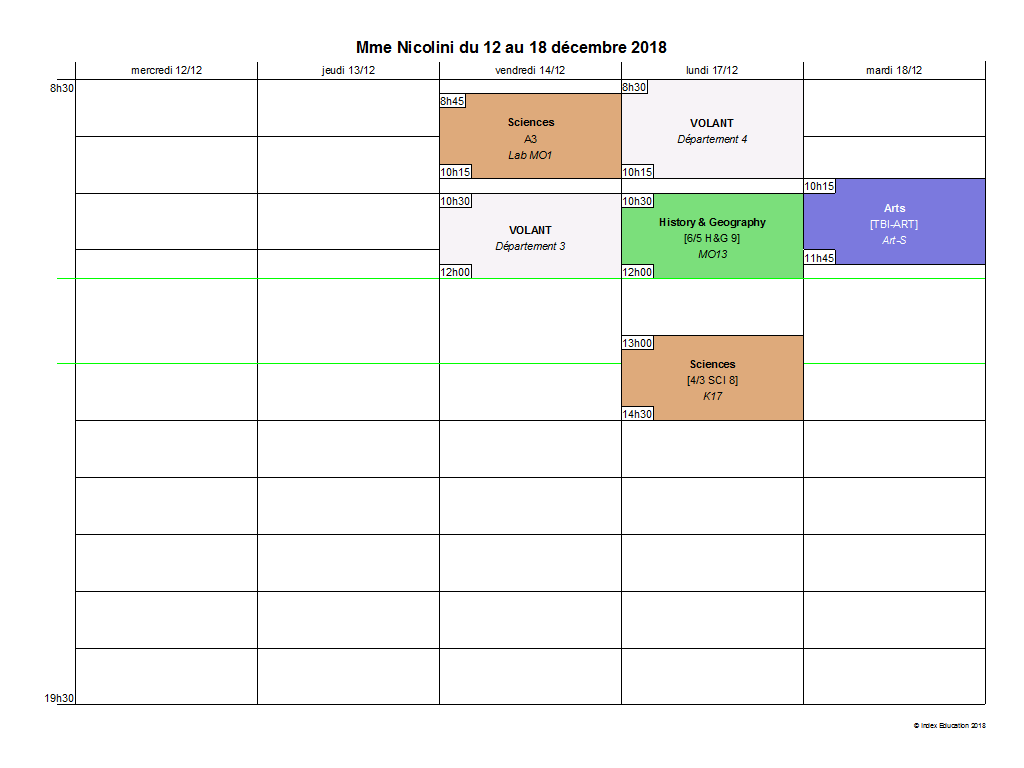 Mme Nicolini du 12 au 18 décembre 2018
mercredi 12/12
jeudi 13/12
vendredi 14/12
lundi 17/12
mardi 18/12
8h30
8h45
Sciences
A3
Lab MO1
10h15
10h30
VOLANT
Département 3
12h00
8h30
VOLANT
Département 4
10h15
10h30
History & Geography
[6/5 H&G 9]
MO13
12h00
13h00
Sciences
[4/3 SCI 8]
K17
14h30
10h15
Arts
[TBI-ART]
Art-S
11h45
19h30
© Index Education 2018